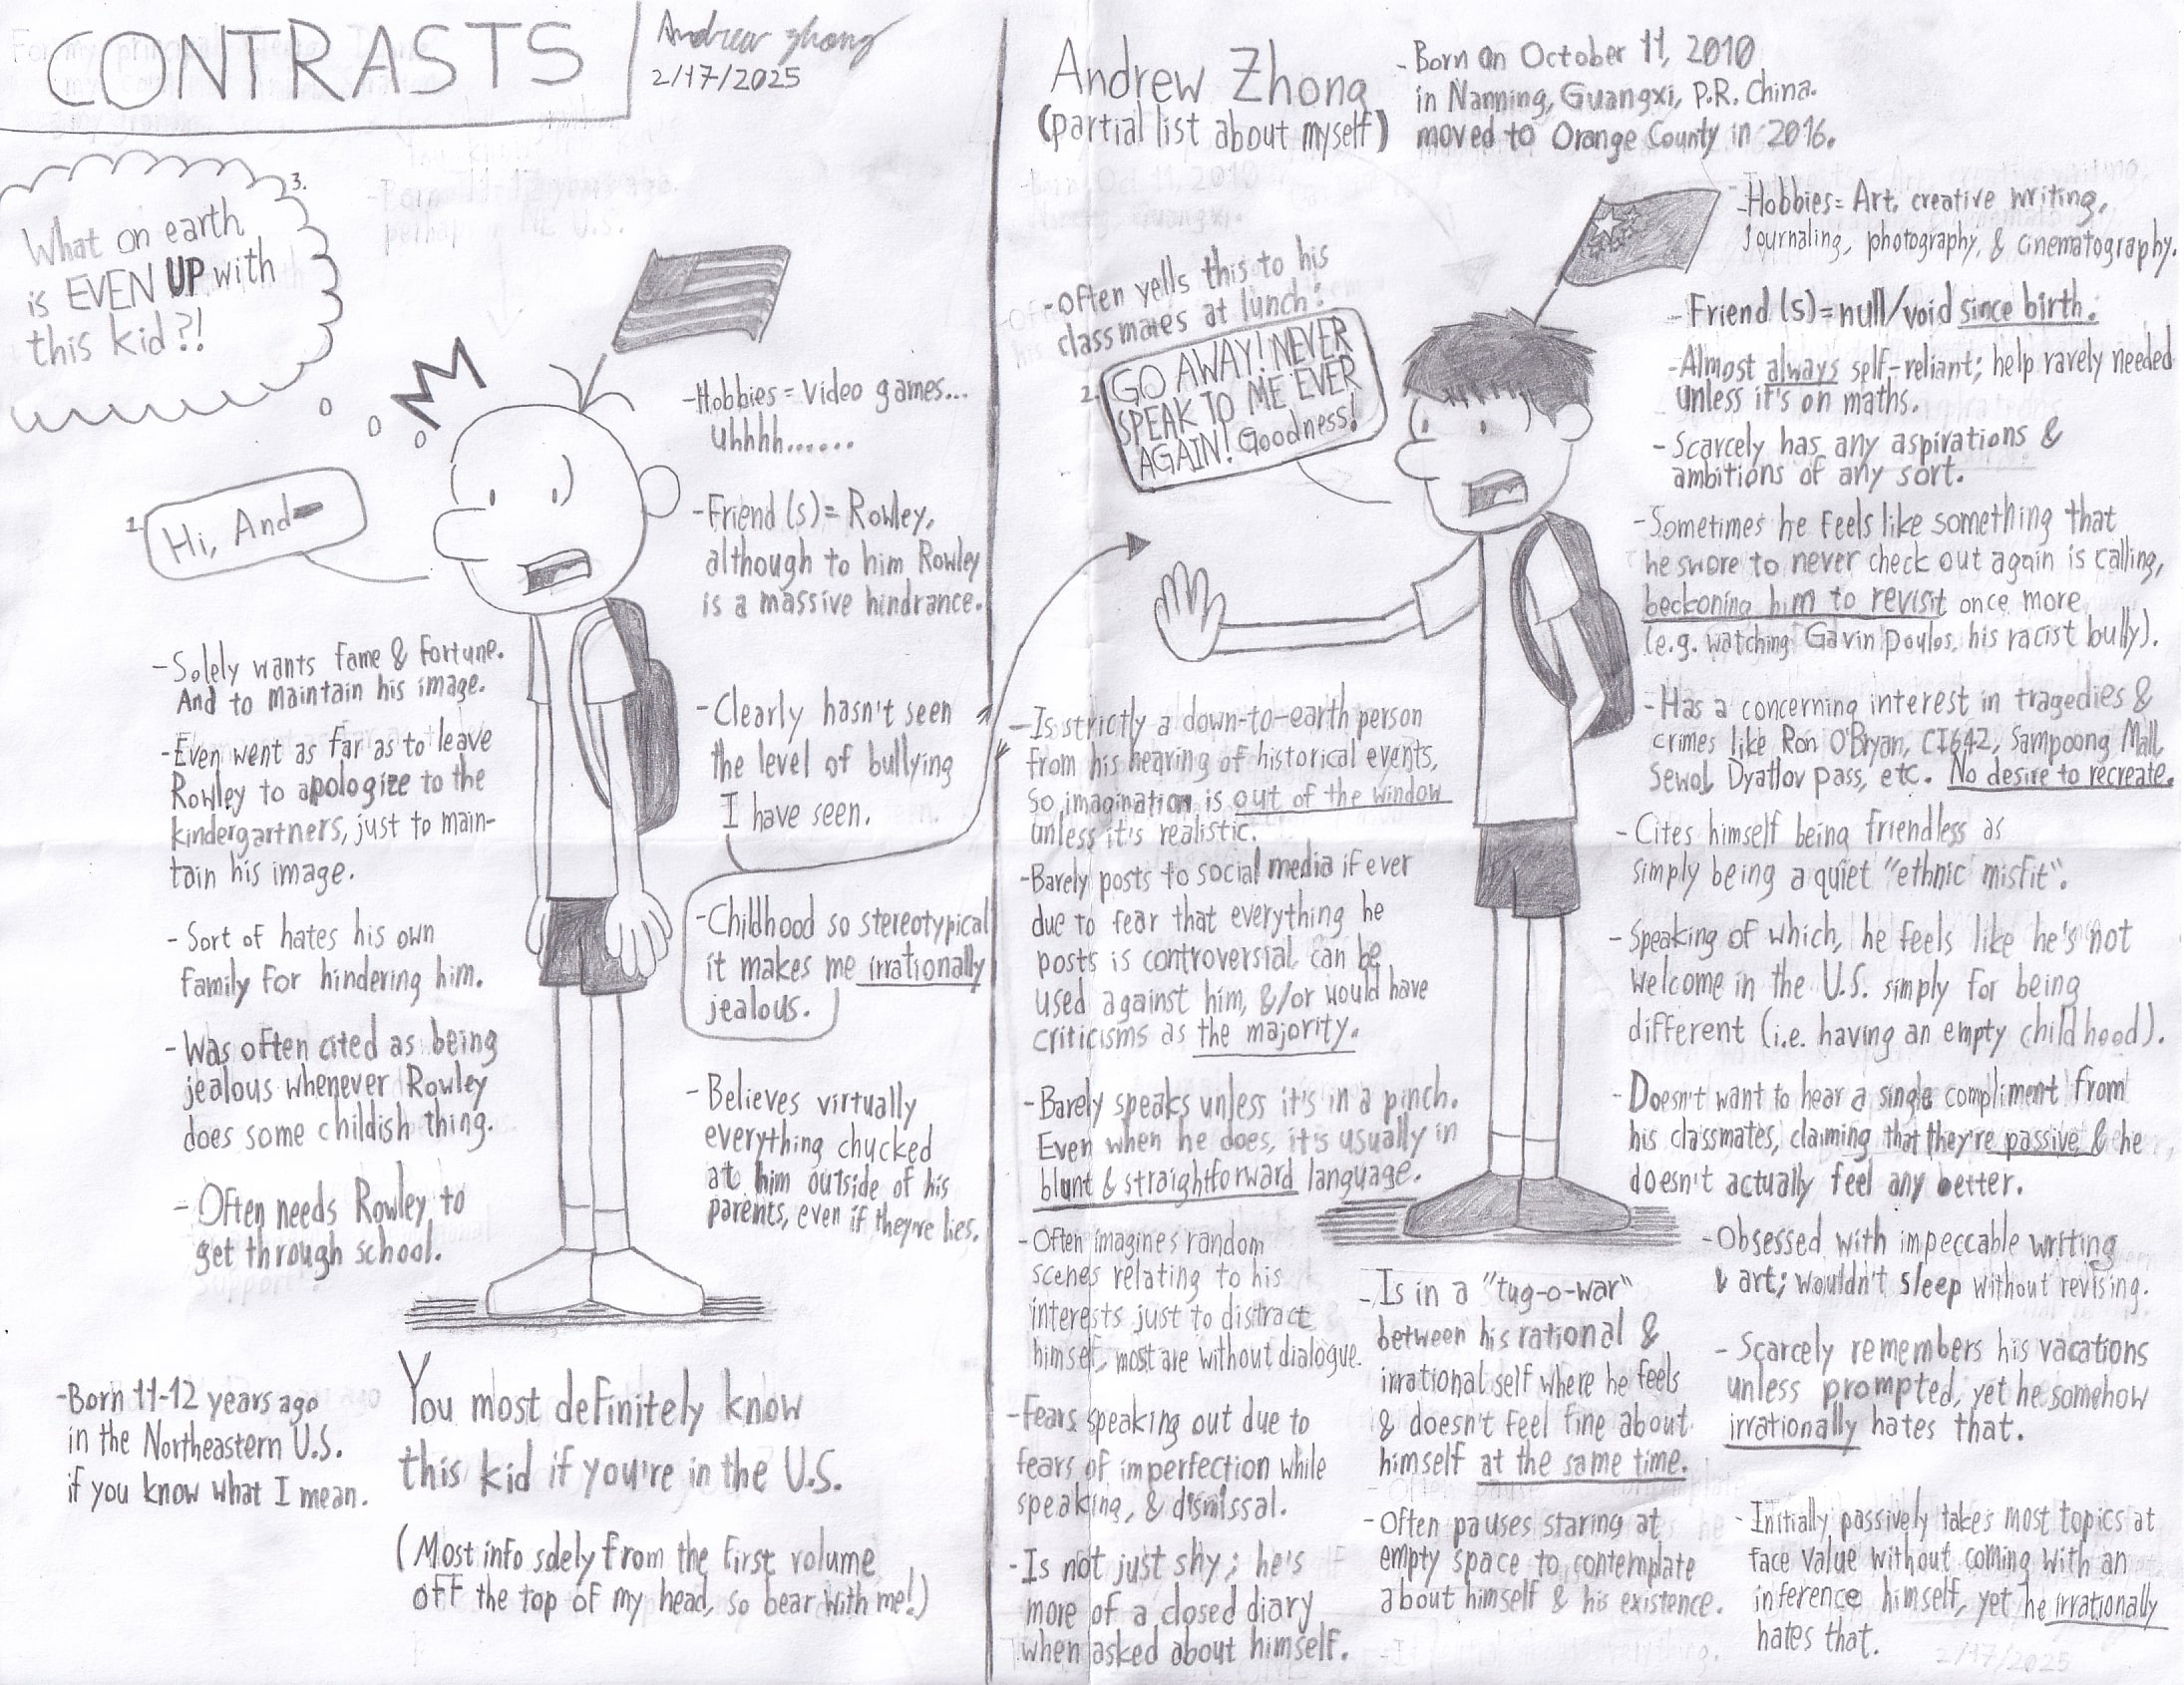 CONTRASTS
Andrew Zhong
2/17/2025
3.
What on earth
is EVEN UP with
this kid?!
1.
Hi, And-
-Hobbies = Video games...
Uhhhh......
-Friend (s) = Rowley,
although to him Rowley
is a massive hindrance.
-Solely wants fame & fortune.
And to maintain his image.
-Even went as far as to leave
Rowley to apologize to the
kindergartners, just to main-
tain his image.
-Sort of hates his own
family for hindering him.
-Was often cited as being
jealous whenever Rowley
does some childish thing.
-Often needs Rowley to
get through school.
-Clearly hasn't seen
the level of bullying
I have seen.
-Childhood so stereotypical
it makes me irrationally
jealous.
-Believes virtually
everything chucked
at him outside of his
parents, even if they're lies.
-Born 11-12 years ago
in the Northeastern U.S.
if you know what I mean.
You most definitely know
this kid if you're in the U.S.
(Most info solely from the first volume
off the top of my head, so bear with me!)
Andrew Zhong
(partial list about myself)
-Born on October 11, 2010
in Nanning, Guangxi, P.R. China.
moved to Orange County in 2016.
-Often yells this to his
classmates at lunch:
2.
GO AWAY! NEVER
SPEAK TO ME EVER
AGAIN! Goodness!
-Hobbies= Art, creative writing,
Journaling, photography, & cinematography.
-Friend (s)= null/void since birth.
-Almost always self-reliant; help rarely needed
unless it's on maths.
-Scarcely has any aspirations &
ambitions of any sort.
-Sometimes he feels like something that
he swore to never check out again is calling,
beckoning him to revisit once more
(e.g. watching Gavin Poulos, his racist bully).
-Has a concerning interest in tragedies &
crimes like Ron O'Bryan, CI642, Sampoong Mall,
Sewol, Dyatlov pass, etc. No desire to recreate.
-Cites himself being friendless as
simply being a quiet "ethnic misfit".
-Speaking of which, he feels like he's not
welcome in the U.S. simply for being
different (i.e. having an empty childhood).
-Doesn't want to hear a single compliment from
his classmates, claiming that they're passive & he
doesn't actually feel any better.
-Obsessed with impeccable writing
& art; wouldn't sleep without revising.
-Scarcely remembers his vacations
unless prompted, yet he somehow
irrationally hates that.
-Initially passively takes most topics at
face value without coming with an
inference himself, yet he irrationally
hates that.
-Is strictly a down-to-earth person
from his hearing of historical events,
so imagination is out of the window
unless it's realistic.
-Barely posts to social media if ever
due to fear that everything he
posts is controversial, can be
used against him, &/or would have
criticisms as the majority.
-Barely speaks unless it's in a pinch.
Even when he does, it's usually in
blunt & straightforward language.
-Often imagines random
scenes relating to his
interests just to distract
himself, most are without dialogue.
-Fears speaking out due to
fears of imperfection while
speaking, & dismissal.
-Is not just shy; he's
more of a closed diary
when asked about himself.
-Is in a "tug-o-war"
between his rational &
irrational self where he feels
& doesn't feel fine about
himself at the same time.
-Often pauses staring at
empty space to contemplate
about himself & his existence.